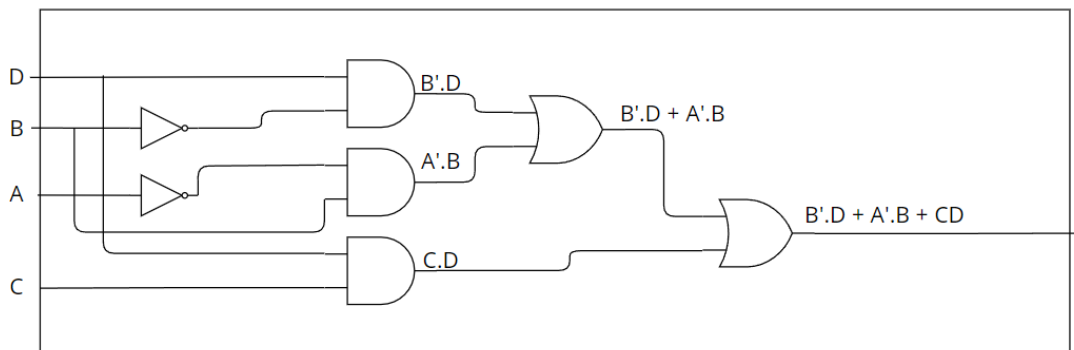 D
B'.D
B
B'.D + A'.B
A'.B
A
B'.D + A'.B + CD
C.D
C